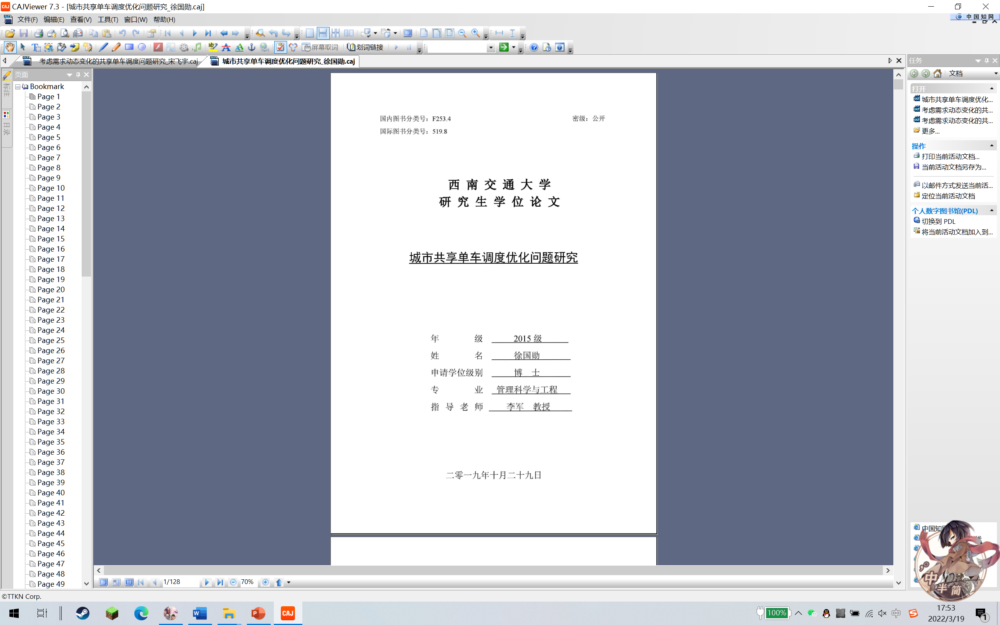 CAJViewer 7.3 - [城市共享单车调度优化问题研究_徐国勋.caj]
文件(F) 编辑(E) 查看(V) 工具(T) 窗口(W) 帮助(H)
中国知网
屏幕取词 划词链接
考虑需求动态变化的共享单车调度问题研究_宋飞宇.caj 城市共享单车调度优化问题研究_徐国勋.caj
标注
目录
页面
Bookmark
Page 1
Page 2
Page 3
Page 4
Page 5
Page 6
Page 7
Page 8
Page 9
Page 10
Page 11
Page 12
Page 13
Page 14
Page 15
Page 16
Page 17
Page 18
Page 19
Page 20
Page 21
Page 22
Page 23
Page 24
Page 25
Page 26
Page 27
Page 28
Page 29
Page 30
Page 31
Page 32
Page 33
Page 34
Page 35
Page 36
Page 37
Page 38
Page 39
Page 40
Page 41
Page 42
Page 43
Page 44
Page 45
Page 46
Page 47
Page 48
Page 49
国内图书分类号：F253.4 密级：公开
国际图书分类号：519.8
西南交通大学
研究生学位论文
城市共享单车调度优化问题研究
年级 2015 级
姓名 徐国勋
申请学位级别 博 士
专业 管理科学与工程
指导老师 李军 教授
二零一九年十月二十九日
1/128 70%
任务
文档
打开
城市共享单车调度优化...
考虑需求动态变化的共...
考虑需求动态变化的共...
更多...
操作
打印当前活动文档...
当前活动文档另存为...
以邮件方式发送当前活...
定位当前活动文档
个人数字图书馆(PDL)
切换到 PDL
将当前活动文档加入到...
中国知
中
半 简
©TTKN Corp.
CAJ
100%
中
17:53
2022/3/19
1